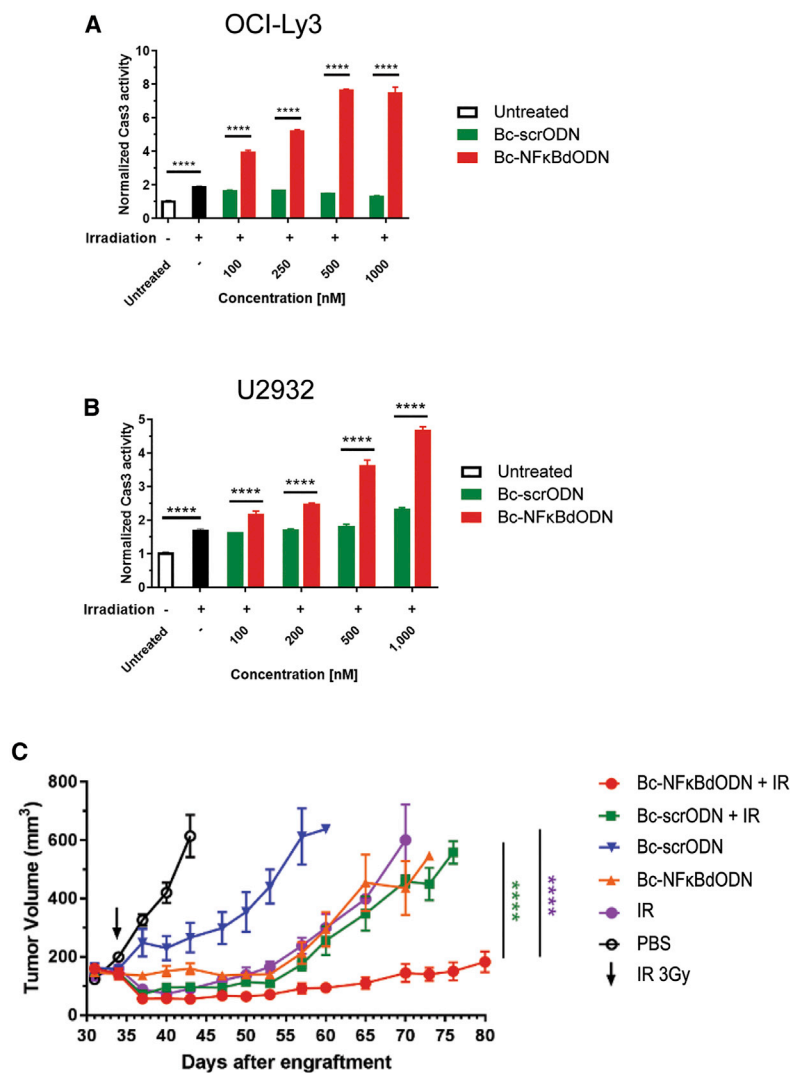 A
OCI-Ly3
Normalized Cas3 activity
10
8
6
4
2
0
****
****
****
****
****
Untreated
Bc-scrODN
Bc-NFκBdODN
Irradiation - + + + + +
Untreated - 100 250 500 1000
Concentration [nM]
B
U2932
Normalized Cas3 activity
5
4
3
2
1
0
****
****
****
****
****
Untreated
Bc-scrODN
Bc-NFκBdODN
Irradiation - + + + + +
Untreated - 100 200 500 1,000
Concentration [nM]
C
Tumor Volume (mm3)
800
600
400
200
0
30 35 40 45 50 55 60 65 70 75 80
Days after engraftment
****
****
Bc-NFκBdODN + IR
Bc-scrODN + IR
Bc-scrODN
Bc-NFκBdODN
IR
PBS
IR 3Gy